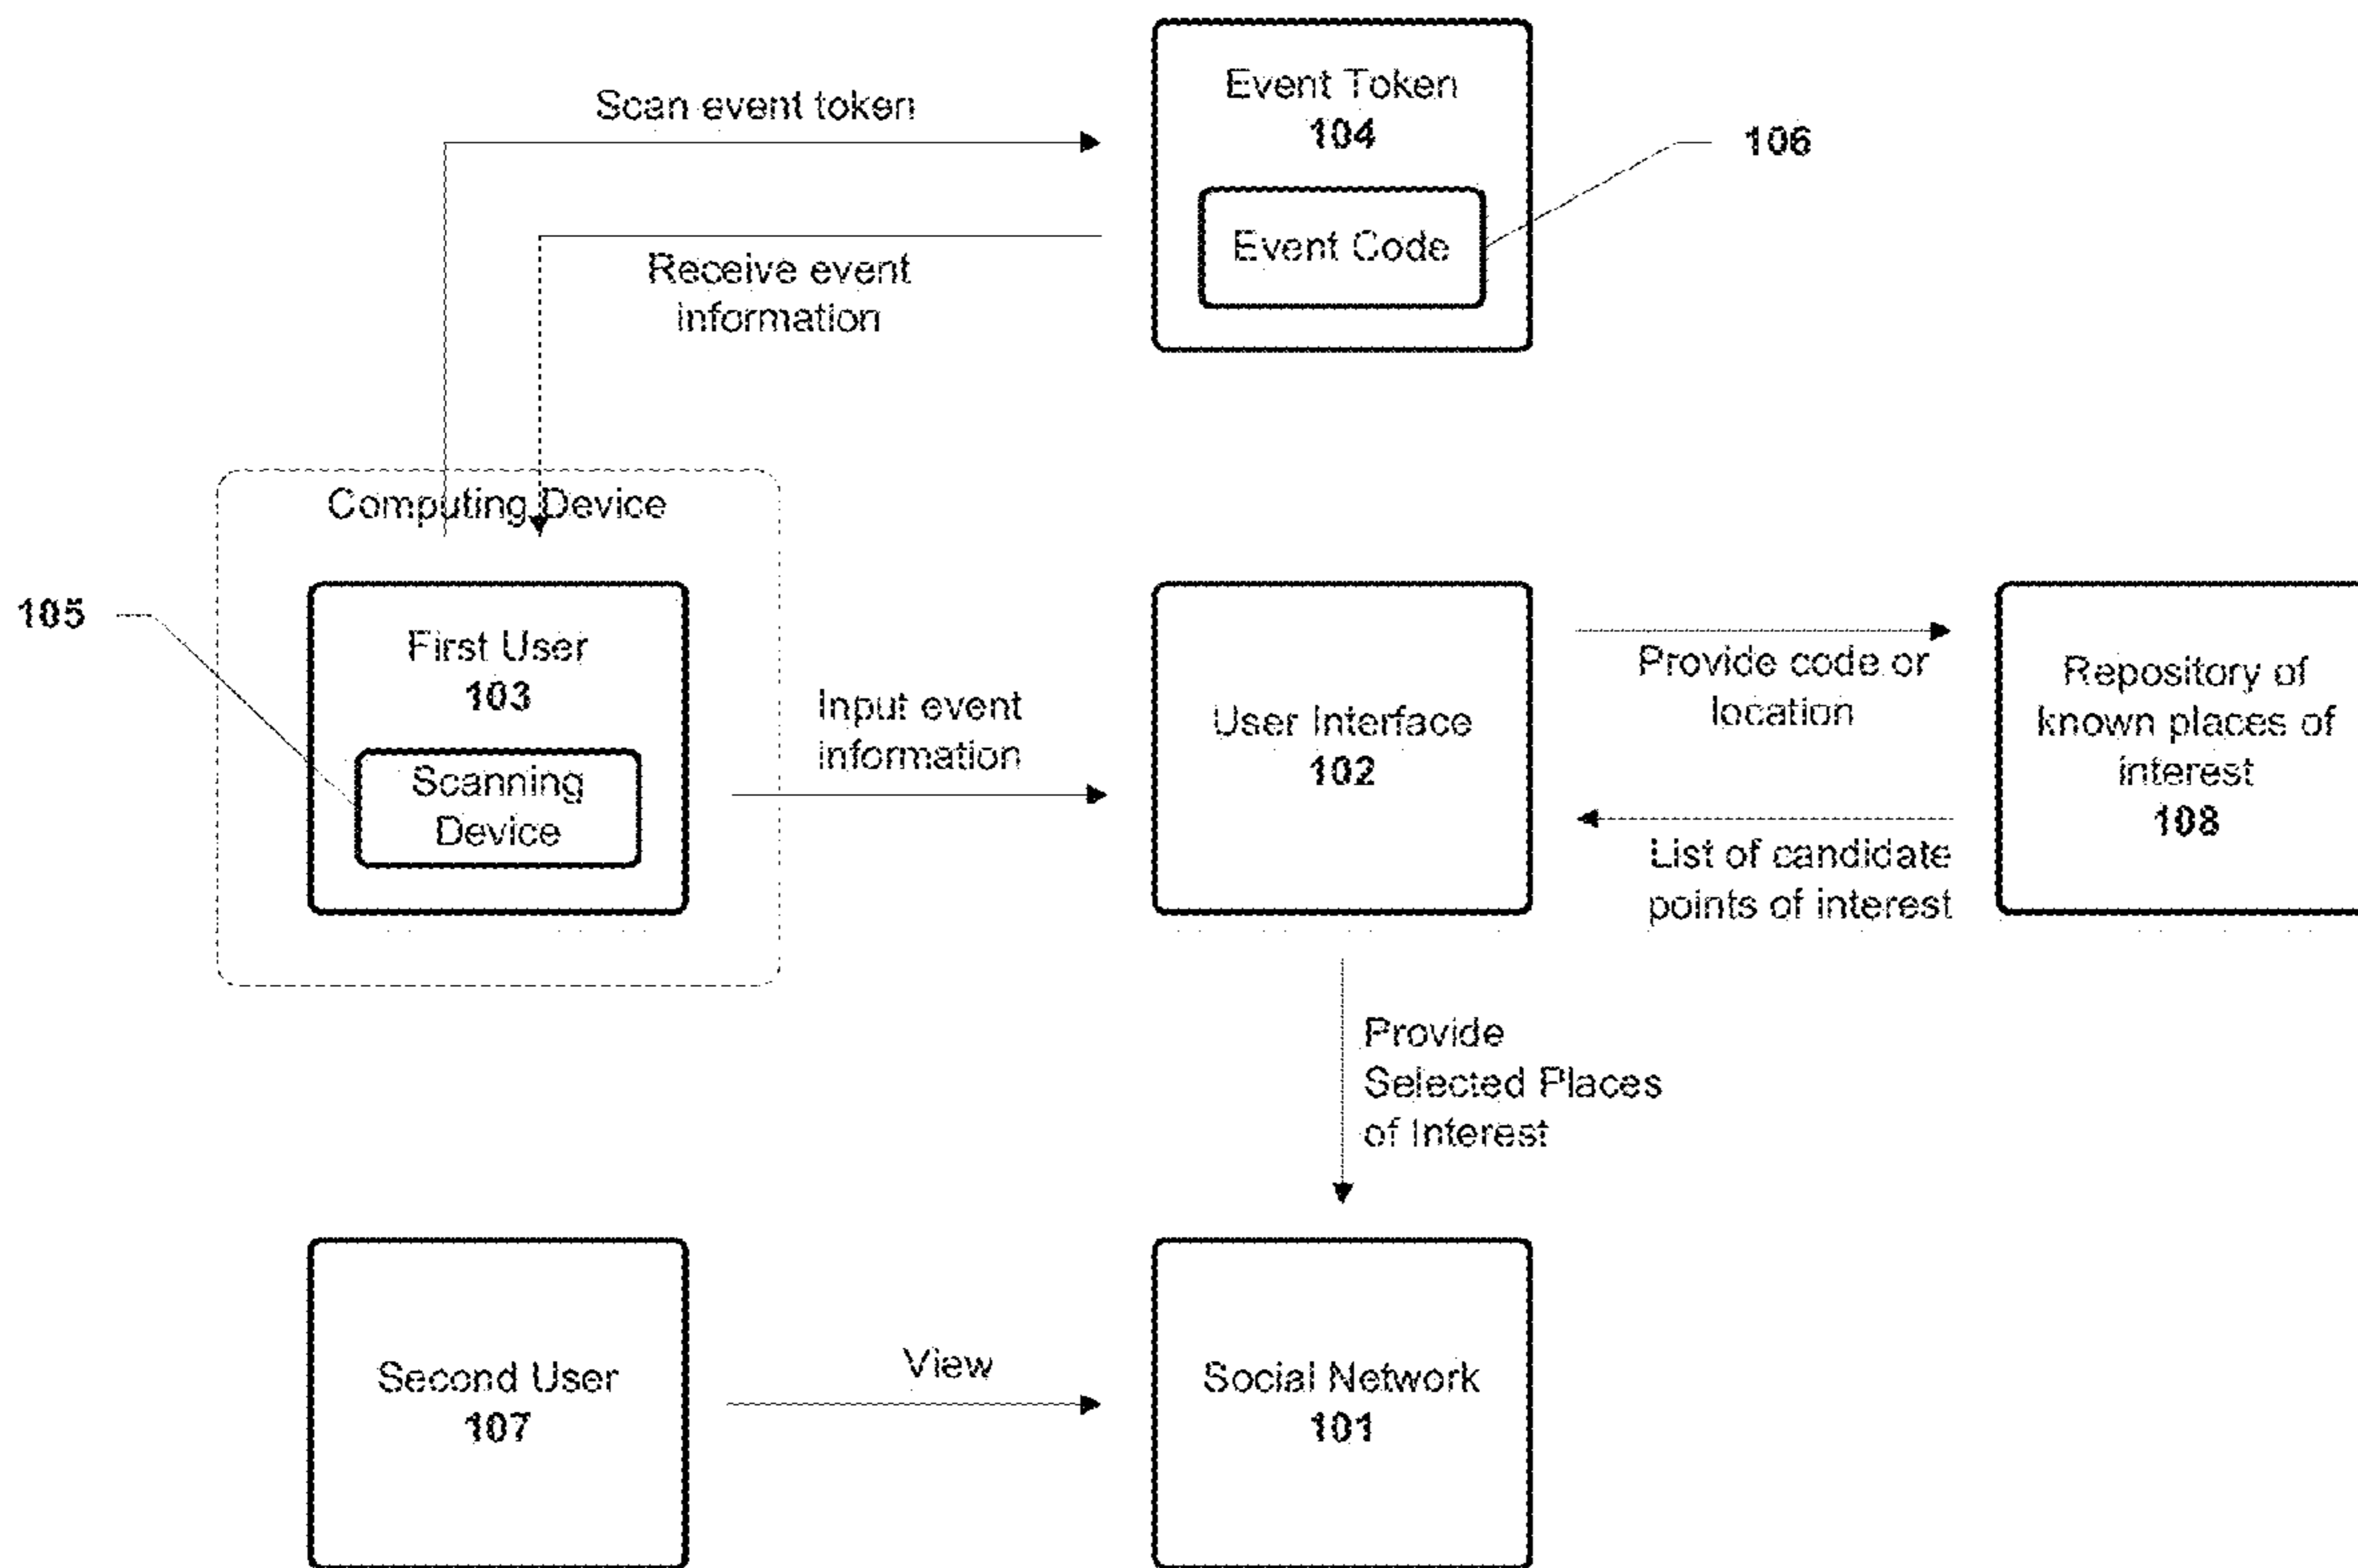 Scan event token
Event Token
104
106
Event Code
Receive event
information
Computing Device
105
First User
103
Scanning
Device
Input event
information
User Interface
102
Provide code or
location
List of candidate
points of interest
Repository of
known places of
interest
108
Provide
Selected Places
of Interest
Second User
107
View
Social Network
101